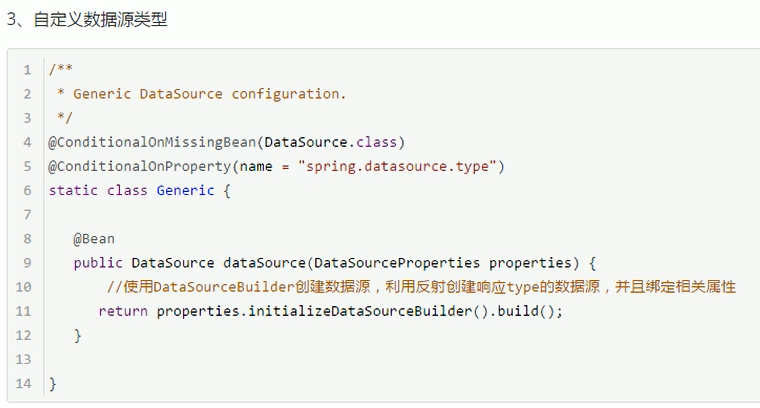 3、自定义数据源类型
1 /**
2  * Generic DataSource configuration.
3  */
4 @ConditionalOnMissingBean(DataSource.class)
5 @ConditionalOnProperty(name = "spring.datasource.type")
6 static class Generic {
7
8    @Bean
9    public DataSource dataSource(DataSourceProperties properties) {
10        //使用DataSourceBuilder创建数据源，利用反射创建响应type的数据源，并且绑定相关属性
11       return properties.initializeDataSourceBuilder().build();
12    }
13
14 }